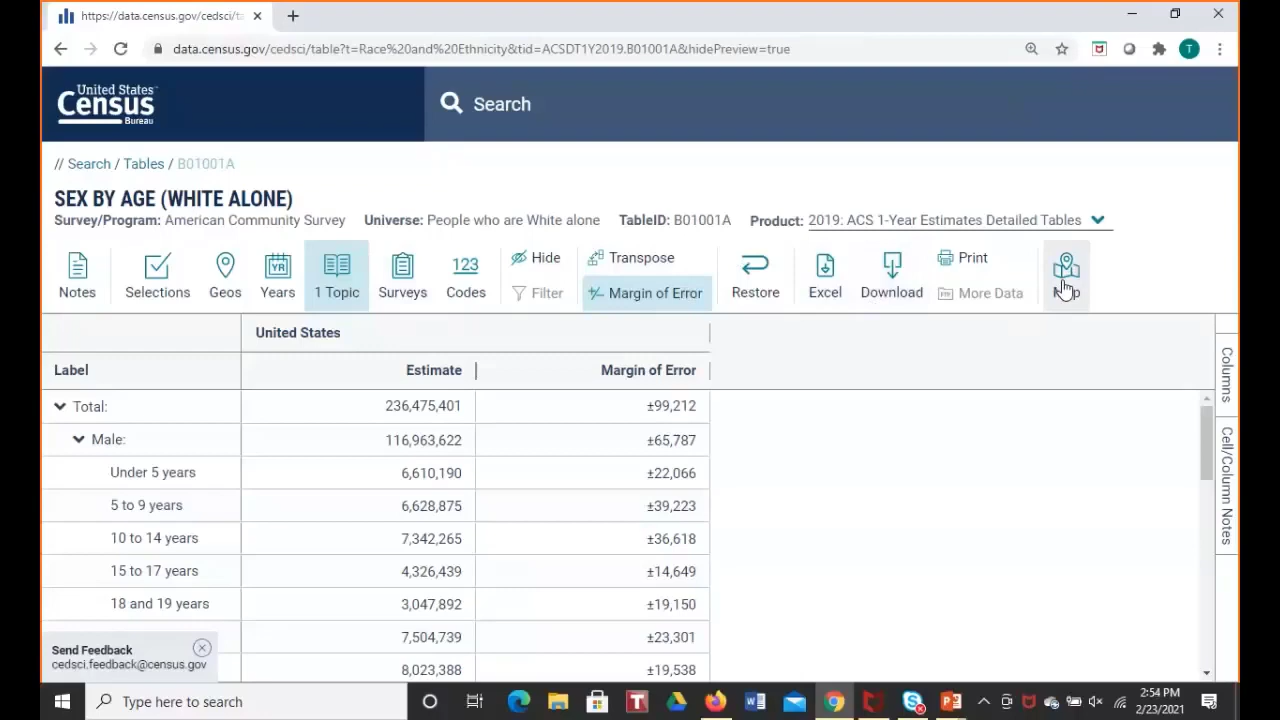 https://data.census.gov/cedsci/ta
data.census.gov/cedsci/table?t=Race%20and%20Ethnicity&tid=ACSDT1Y2019.B01001A&hidePreview=true
T
United States
Census
Bureau
Search
// Search / Tables / B01001A
SEX BY AGE (WHITE ALONE)
Survey/Program: American Community Survey Universe: People who are White alone TableID: B01001A Product: 2019: ACS 1-Year Estimates Detailed Tables
Notes
Selections
Geos
YR
Years
1 Topic
Surveys
123
Codes
Hide
Filter
Transpose
Margin of Error
Restore
Excel
Download
Print
More Data
Map
United States
Label Estimate Margin of Error
Total: 236,475,401 ±99,212
Male: 116,963,622 ±65,787
Under 5 years 6,610,190 ±22,066
5 to 9 years 6,628,875 ±39,223
10 to 14 years 7,342,265 ±36,618
15 to 17 years 4,326,439 ±14,649
18 and 19 years 3,047,892 ±19,150
7,504,739 ±23,301
8,023,388 ±19,538
Columns
Cell/Column Notes
Send Feedback
cedsci.feedback@census.gov
Type here to search
2:54 PM
2/23/2021